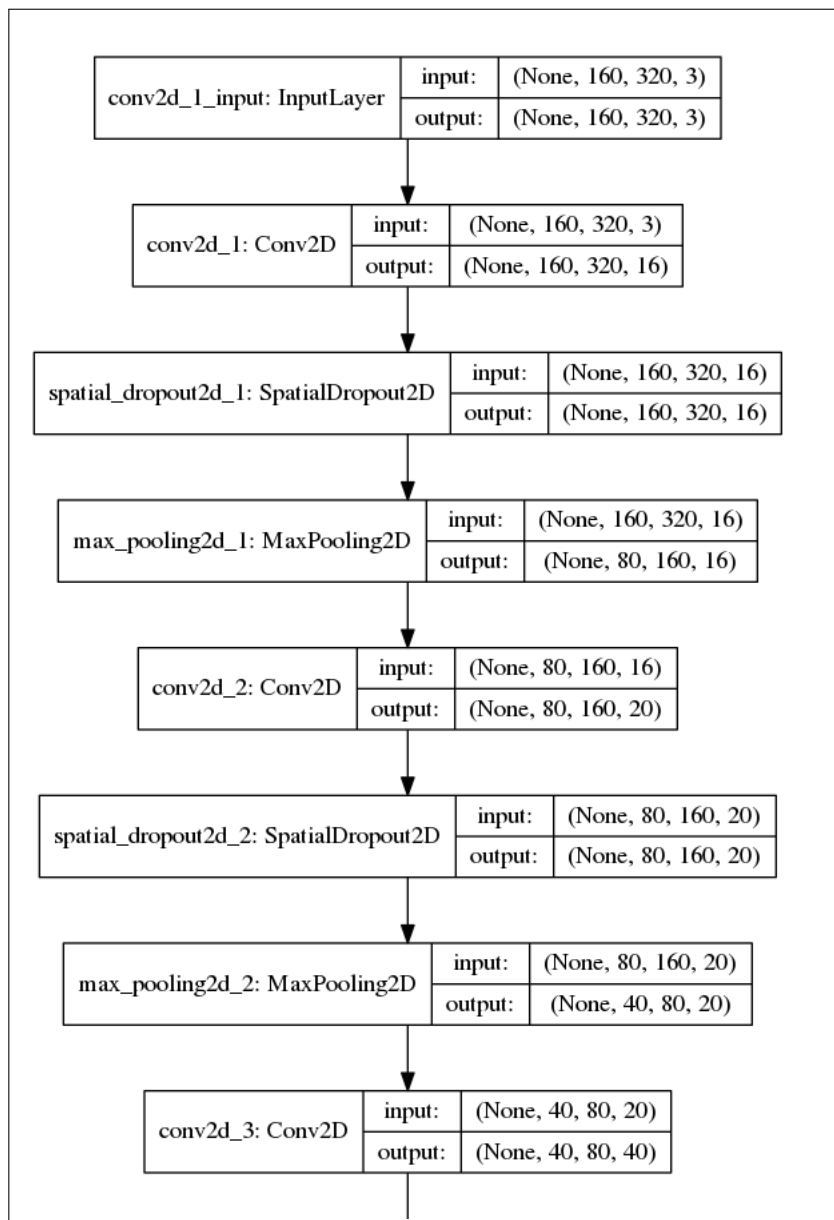 conv2d_1_input: InputLayer
input: (None, 160, 320, 3)
output: (None, 160, 320, 3)
conv2d_1: Conv2D
input: (None, 160, 320, 3)
output: (None, 160, 320, 16)
spatial_dropout2d_1: SpatialDropout2D
input: (None, 160, 320, 16)
output: (None, 160, 320, 16)
max_pooling2d_1: MaxPooling2D
input: (None, 160, 320, 16)
output: (None, 80, 160, 16)
conv2d_2: Conv2D
input: (None, 80, 160, 16)
output: (None, 80, 160, 20)
spatial_dropout2d_2: SpatialDropout2D
input: (None, 80, 160, 20)
output: (None, 80, 160, 20)
max_pooling2d_2: MaxPooling2D
input: (None, 80, 160, 20)
output: (None, 40, 80, 20)
conv2d_3: Conv2D
input: (None, 40, 80, 20)
output: (None, 40, 80, 40)